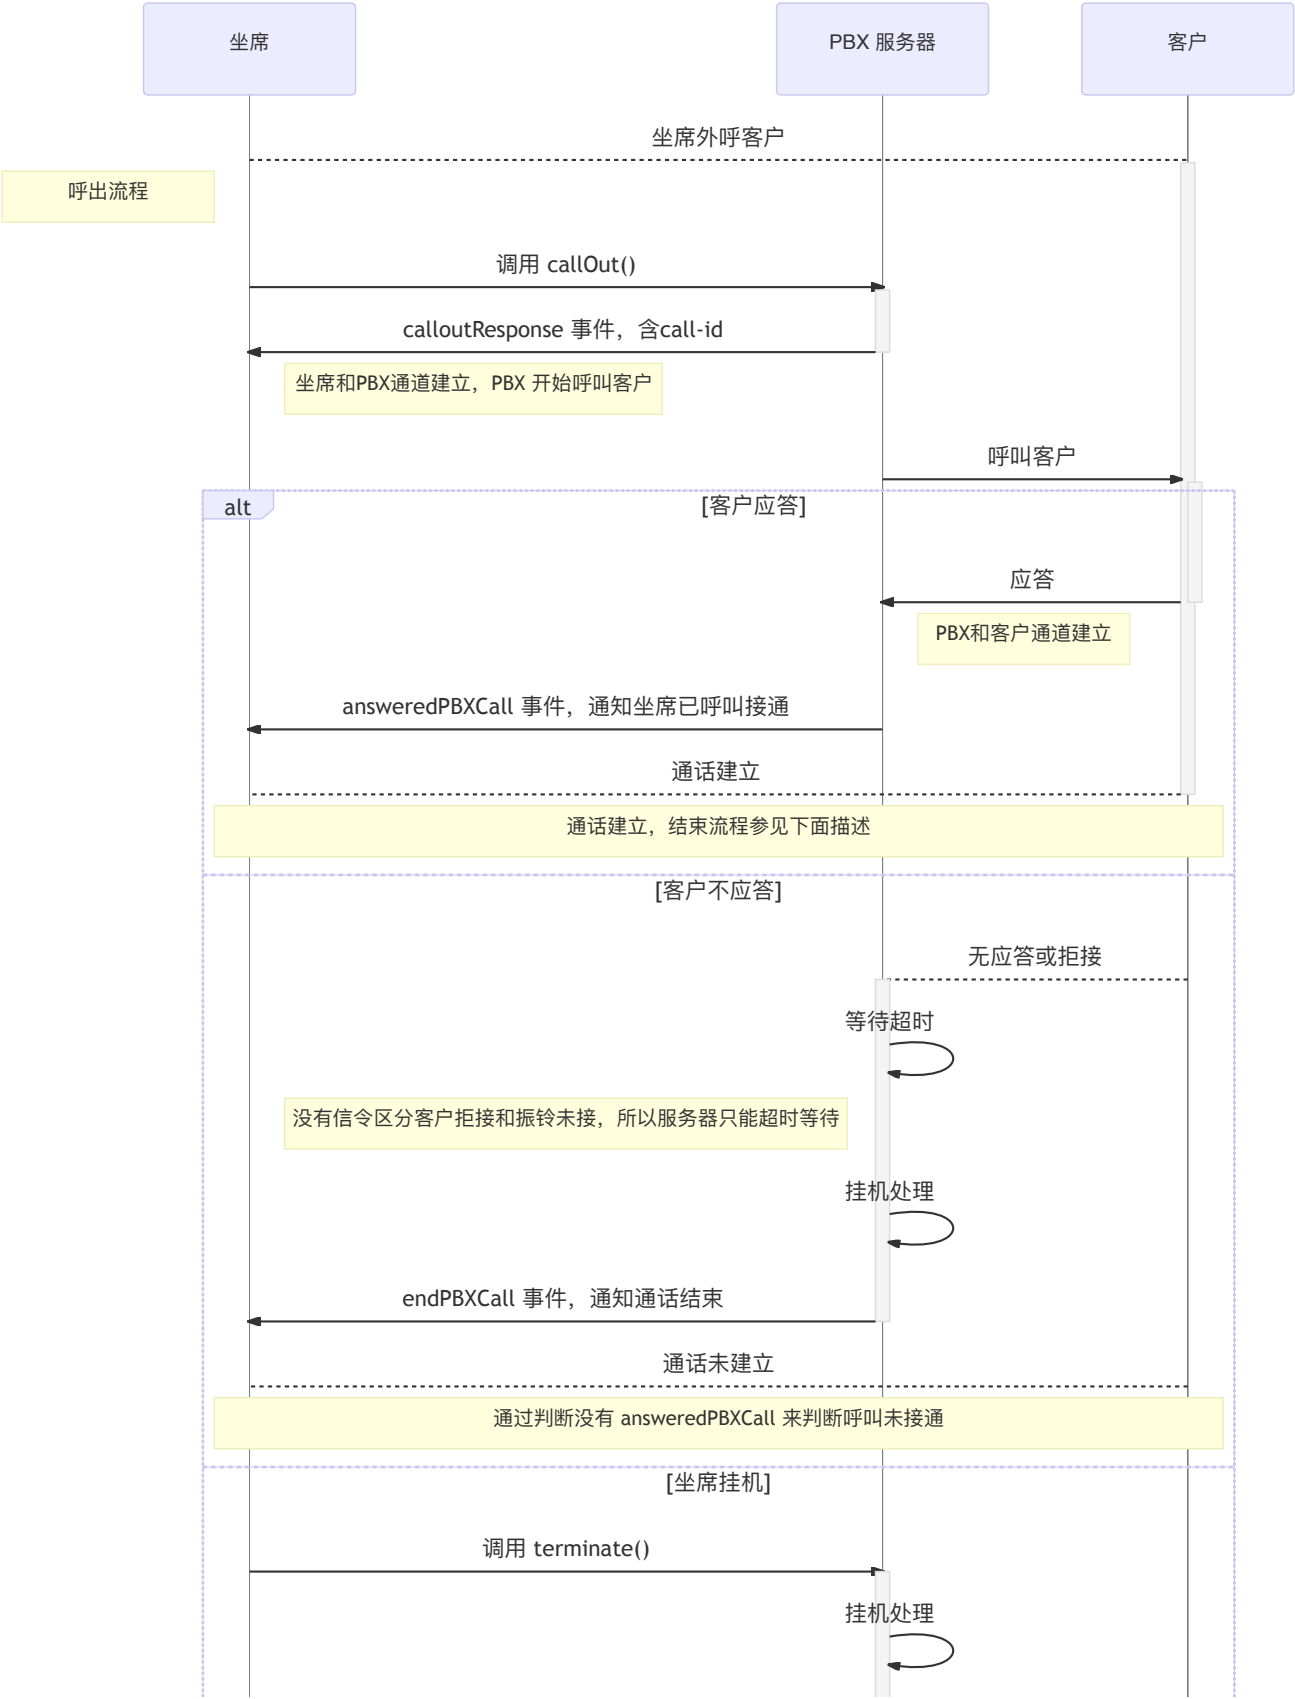 坐席
PBX 服务器
客户
坐席外呼客户
呼出流程
调用 callOut()
calloutResponse 事件，含call-id
坐席和PBX通道建立，PBX 开始呼叫客户
呼叫客户
alt
[客户应答]
应答
PBX和客户通道建立
answeredPBXCall 事件，通知坐席已呼叫接通
通话建立
通话建立，结束流程参见下面描述
[客户不应答]
无应答或拒接
等待超时
没有信令区分客户拒接和振铃未接，所以服务器只能超时等待
挂机处理
endPBXCall 事件，通知通话结束
通话未建立
通过判断没有 answeredPBXCall 来判断呼叫未接通
[坐席挂机]
调用 terminate()
挂机处理